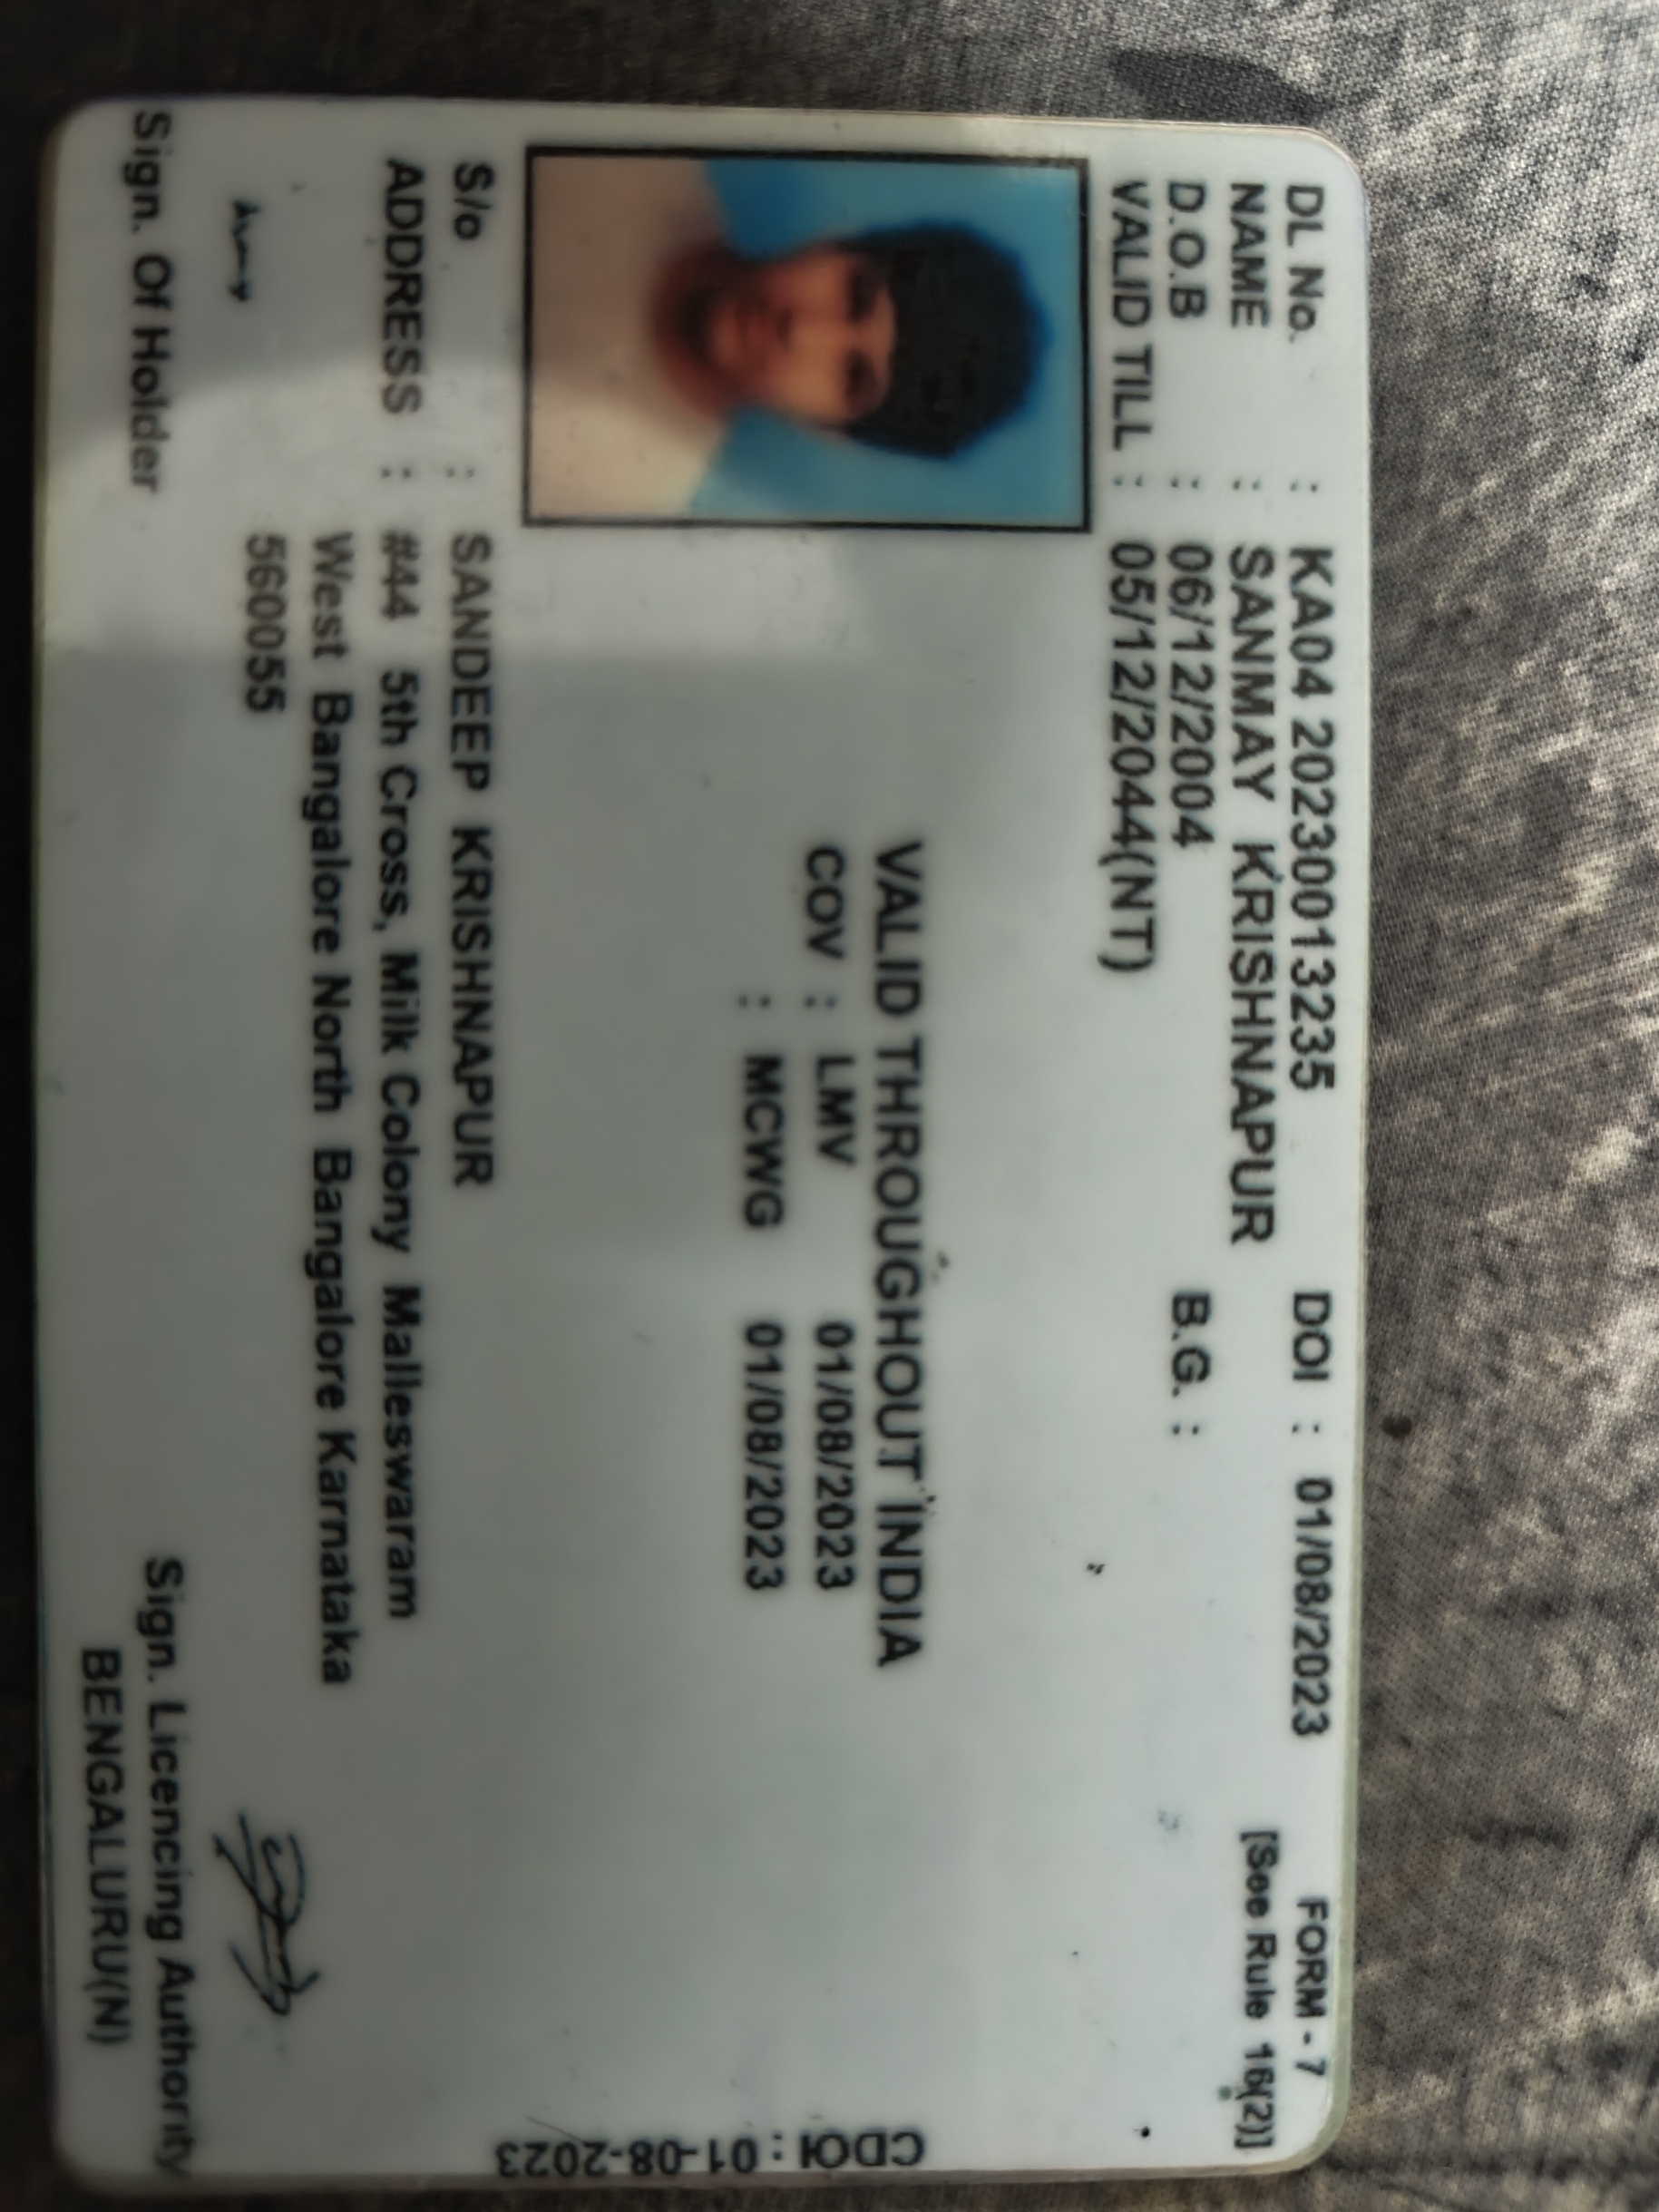 DL No. : KA04 20230013235 DOI : 01/08/2023 FORM - 7
NAME : SANMAY KRISHNAPUR [See Rule 16(2)]
D.O.B : 06/12/2004 B.G. :
VALID TILL : 05/12/2044(NT)
VALID THROUGHOUT INDIA
COV : LMV 01/08/2023
: MCWG 01/08/2023
CDOI : 01-08-2023
S/o : SANDEEP KRISHNAPUR
ADDRESS : #44 5th Cross, Milk Colony Malleswaram
West Bangalore North Bangalore Karnataka
560055
Sign. Of Holder
Sign. Licencing Authority
BENGALURU(N)